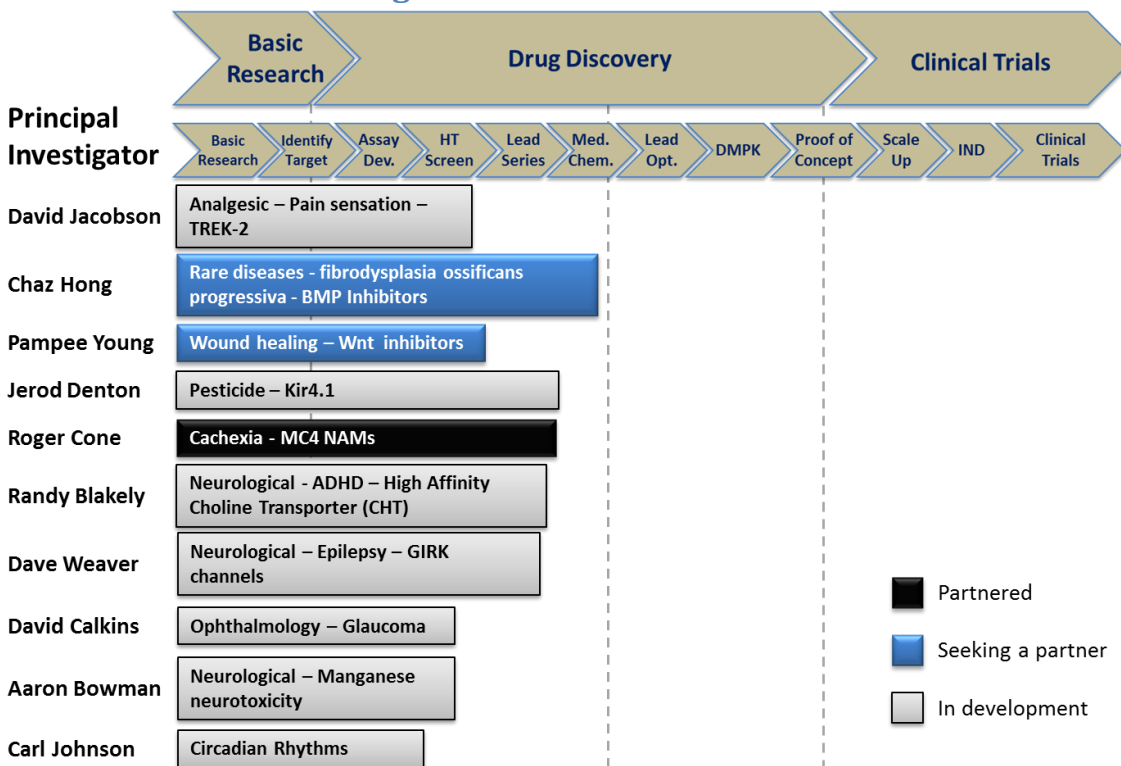 Basic
Research
Drug Discovery
Clinical Trials
Principal
Investigator
Basic
Research
Identify
Target
Assay
Dev.
HT
Screen
Lead
Series
Med.
Chem.
Lead
Opt.
DMPK
Proof of
Concept
Scale
Up
IND
Clinical
Trials
David Jacobson
Analgesic – Pain sensation –
TREK-2
Chaz Hong
Rare diseases - fibrodysplasia ossificans
progressiva - BMP Inhibitors
Pampee Young
Wound healing – Wnt inhibitors
Jerod Denton
Pesticide – Kir4.1
Roger Cone
Cachexia - MC4 NAMs
Randy Blakely
Neurological - ADHD – High Affinity
Choline Transporter (CHT)
Dave Weaver
Neurological – Epilepsy – GIRK
channels
David Calkins
Ophthalmology – Glaucoma
Aaron Bowman
Neurological – Manganese
neurotoxicity
Carl Johnson
Circadian Rhythms
Partnered
Seeking a partner
In development